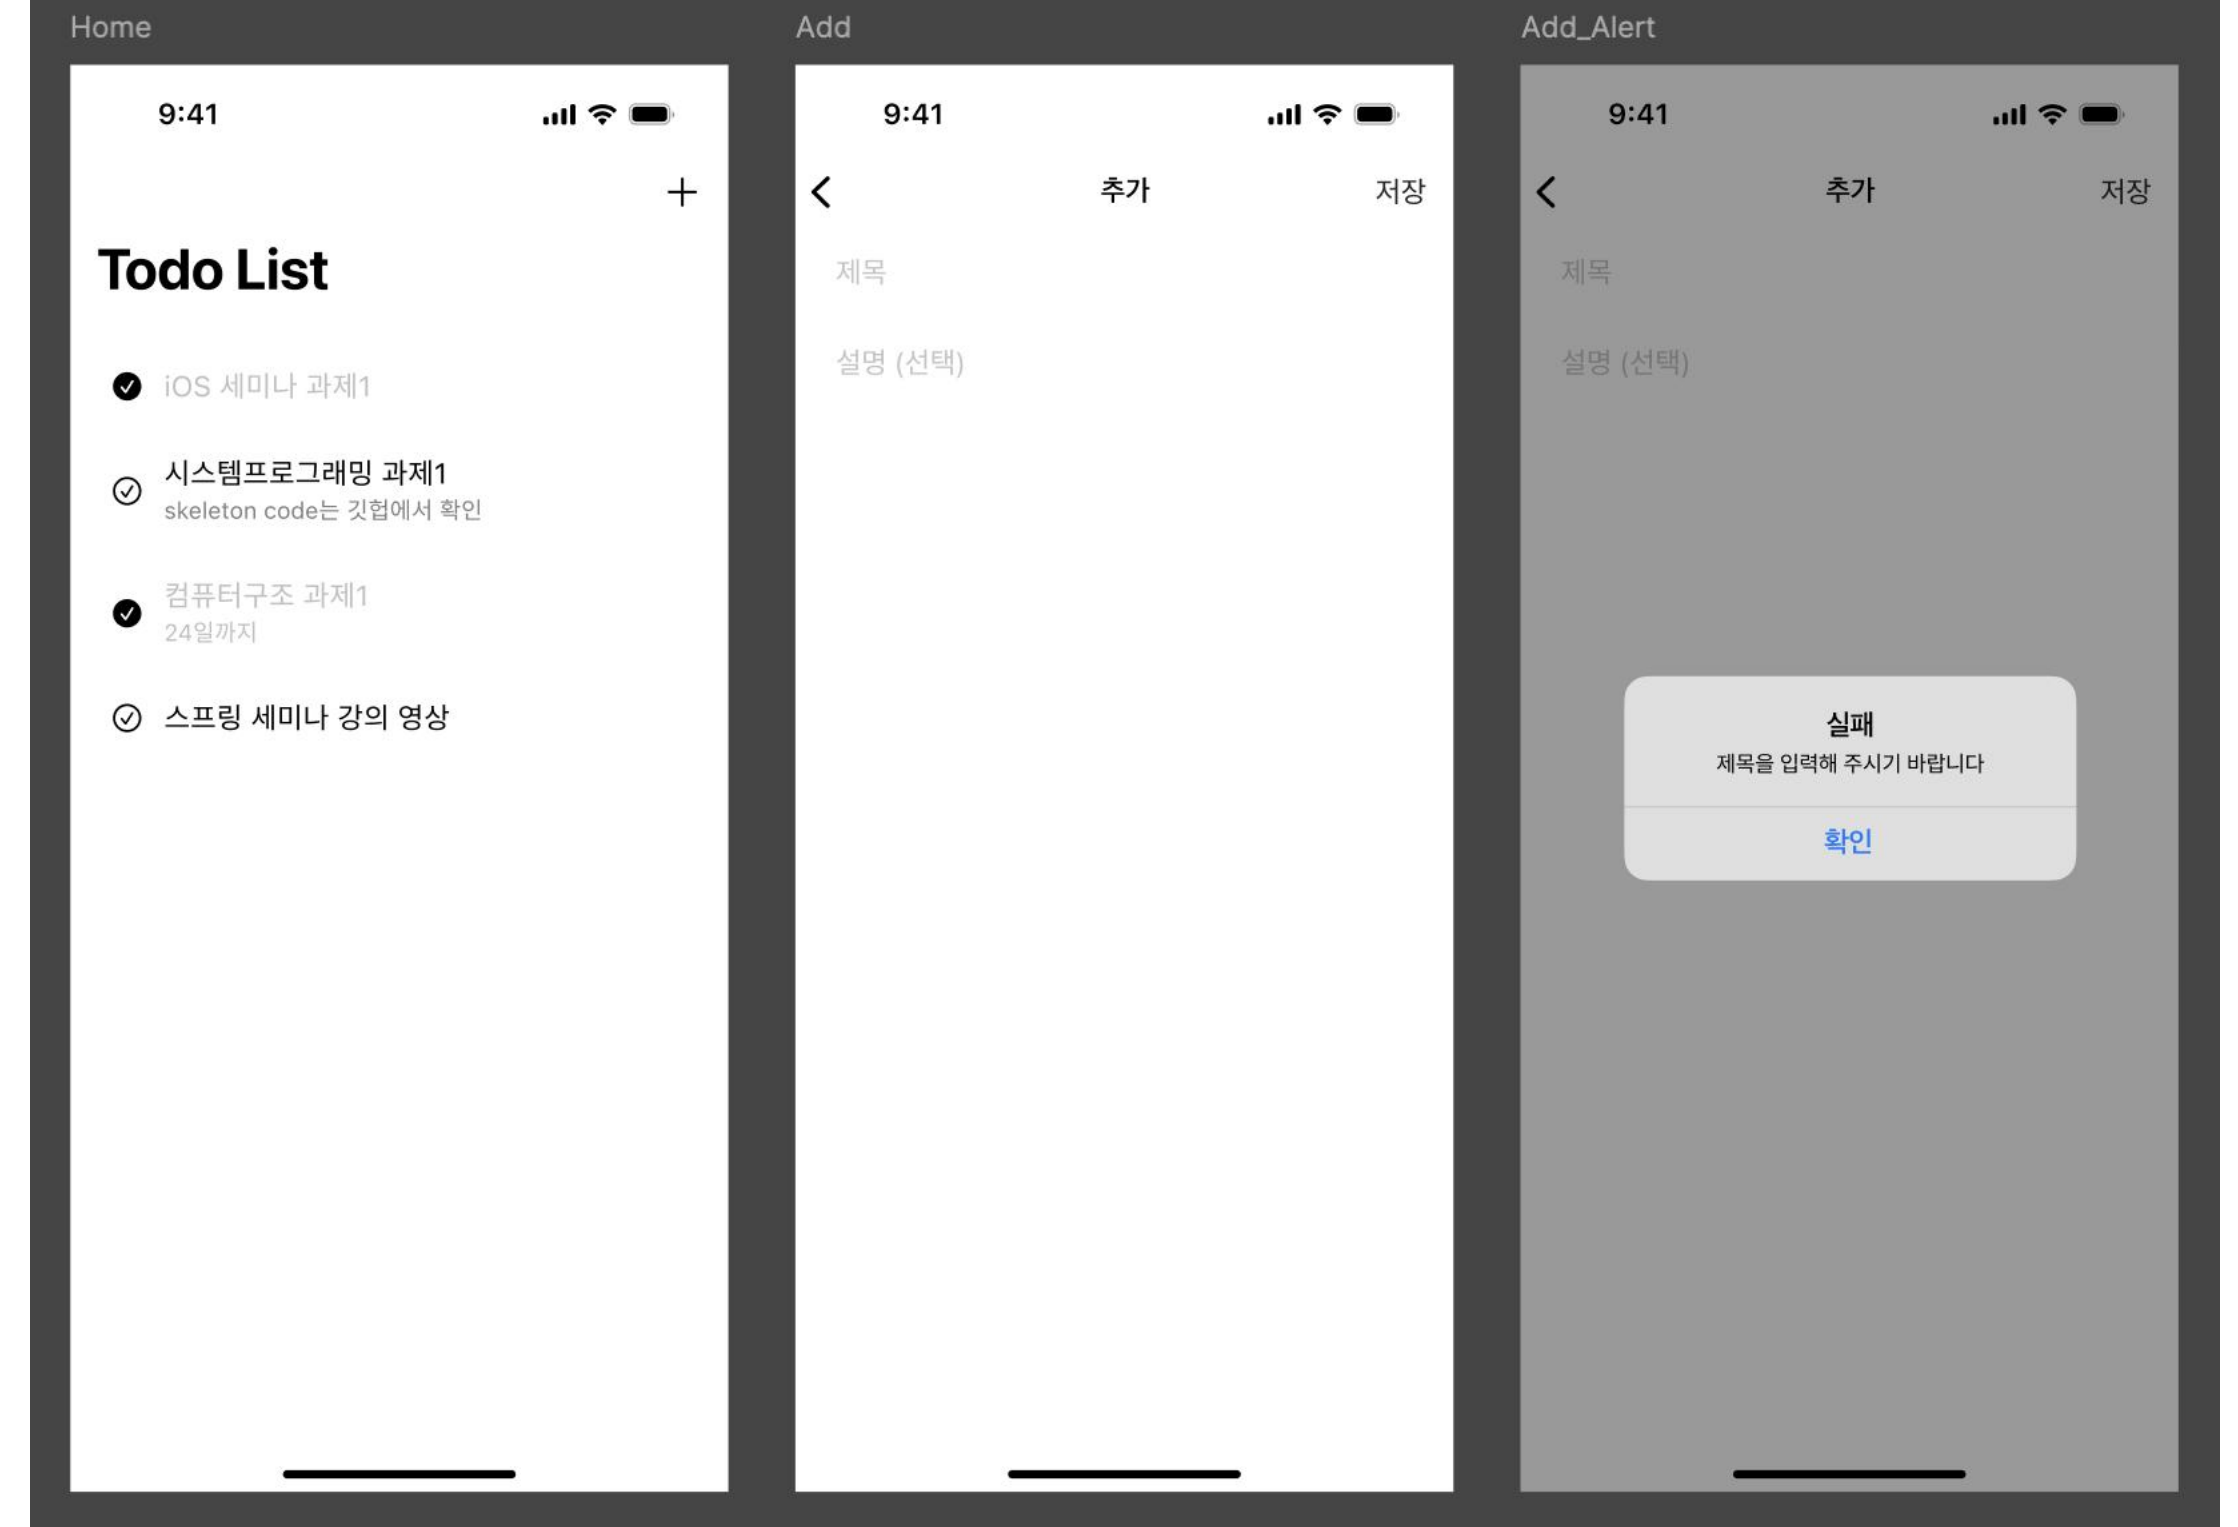 Home
9:41
Todo List
iOS 세미나 과제1
시스템프로그래밍 과제1
skeleton code는 깃헙에서 확인
컴퓨터구조 과제1
24일까지
스프링 세미나 강의 영상
Add
9:41
추가
저장
제목
설명 (선택)
Add_Alert
9:41
추가
저장
제목
설명 (선택)
실패
제목을 입력해 주시기 바랍니다
확인